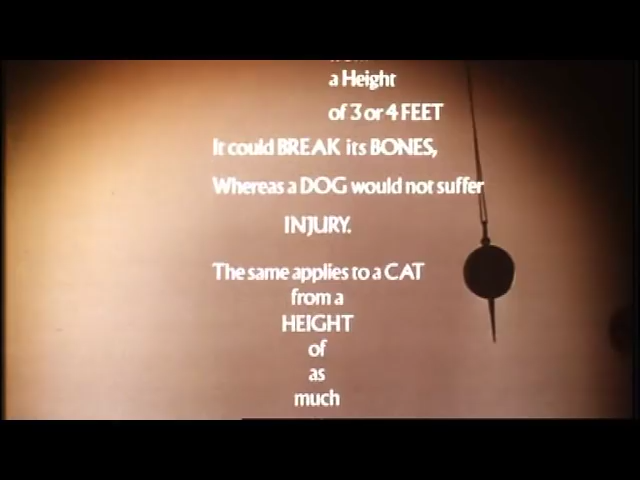 a Height
of 3 or 4 FEET
It could BREAK its BONES,
Whereas a DOG would not suffer
INJURY.
The same applies to a CAT
from a
HEIGHT
of
as
much